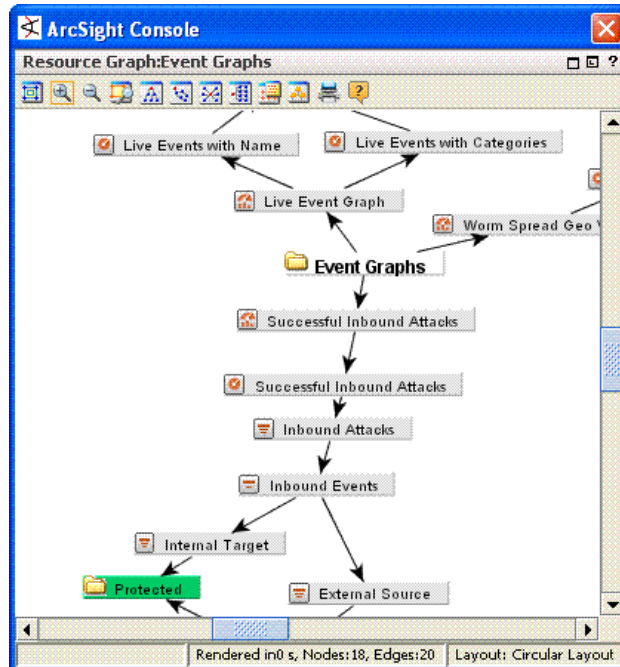 ArcSight Console
Resource Graph:Event Graphs
?
?
Live Events with Name
Live Events with Categories
Live Event Graph
Worm Spread Geo V
Event Graphs
Successful Inbound Attacks
Successful Inbound Attacks
Inbound Attacks
Inbound Events
Internal Target
Protected
External Source
Rendered in0 s, Nodes:18, Edges:20
Layout: Circular Layout